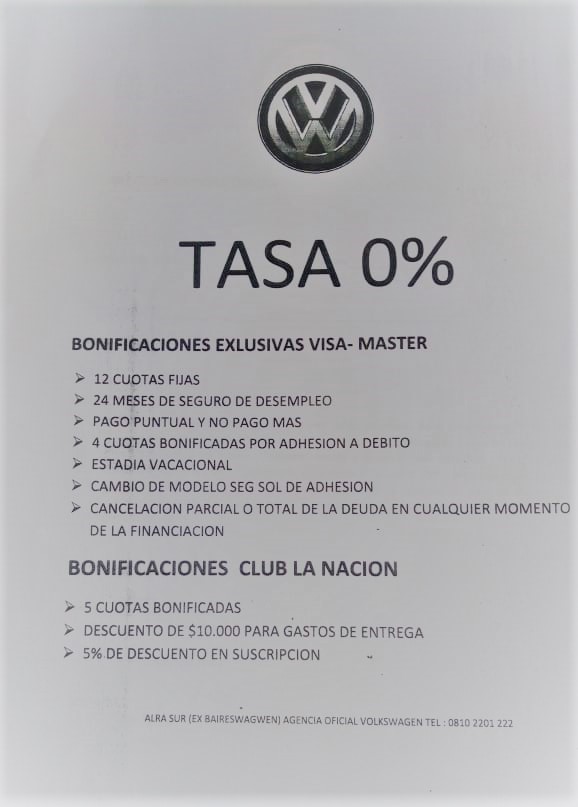 TASA 0%
BONIFICACIONES EXLUSIVAS VISA- MASTER
➢ 12 CUOTAS FIJAS
➢ 24 MESES DE SEGURO DE DESEMPLEO
➢ PAGO PUNTUAL Y NO PAGO MAS
➢ 4 CUOTAS BONIFICADAS POR ADHESION A DEBITO
➢ ESTADIA VACACIONAL
➢ CAMBIO DE MODELO SEG SOL DE ADHESION
➢ CANCELACION PARCIAL O TOTAL DE LA DEUDA EN CUALQUIER MOMENTO
DE LA FINANCIACION
BONIFICACIONES CLUB LA NACION
➢ 5 CUOTAS BONIFICADAS
➢ DESCUENTO DE $10.000 PARA GASTOS DE ENTREGA
➢ 5% DE DESCUENTO EN SUSCRIPCION
ALRA SUR (EX BAIRESWAGWEN) AGENCIA OFICIAL VOLKSWAGEN TEL : 0810 2201 222